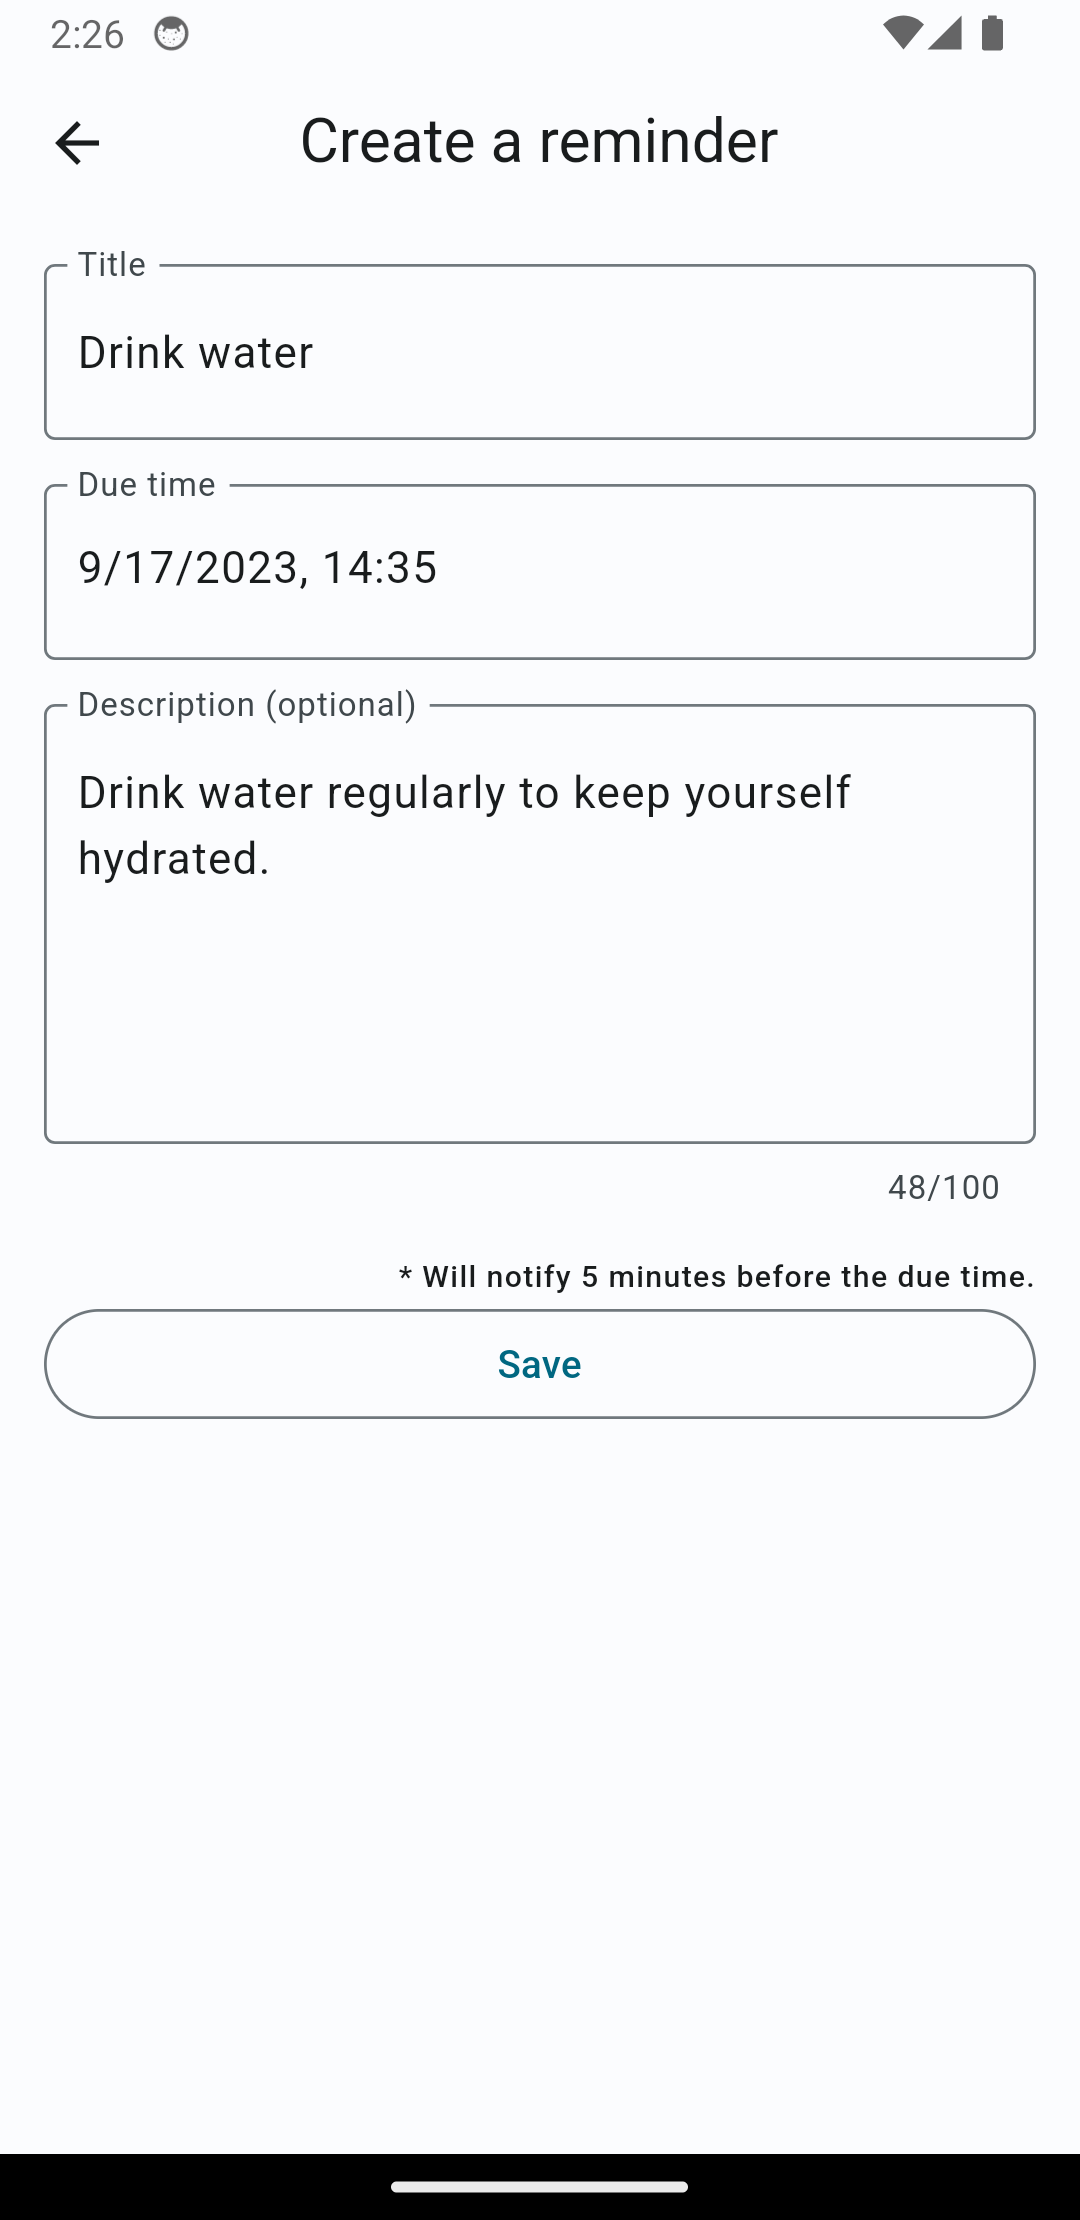 2:26
Create a reminder
Title
Drink water
Due time
9/17/2023, 14:35
Description (optional)
Drink water regularly to keep yourself
hydrated.
48/100
* Will notify 5 minutes before the due time.
Save